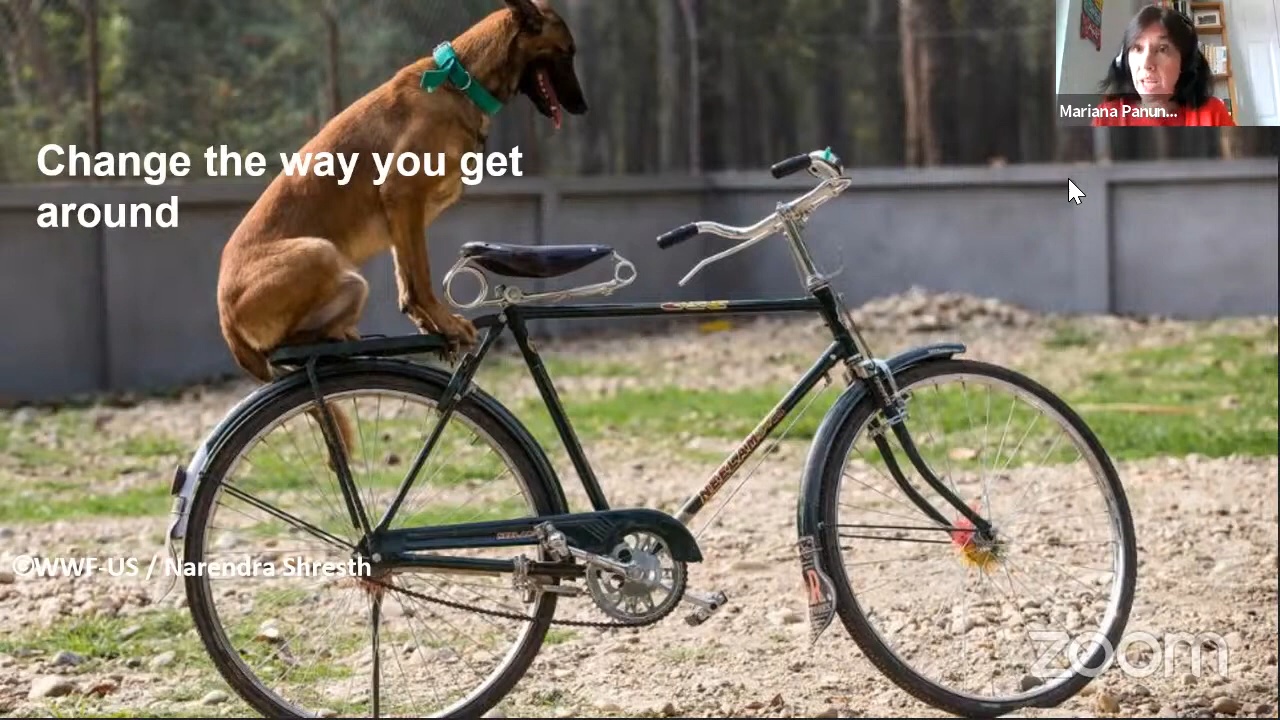 Mariana Panun...
Change the way you get
around
©WWF-US / Narendra Shresth
zoom